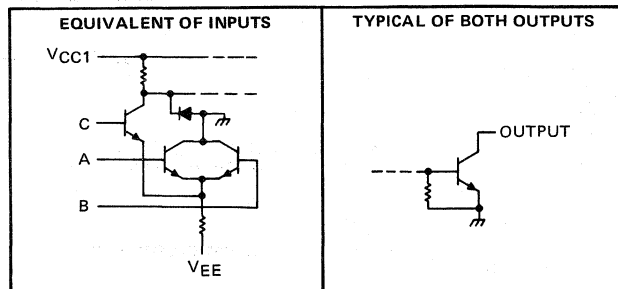 EQUIVALENT OF INPUTS
VCC1
C
A
B
VEE
TYPICAL OF BOTH OUTPUTS
OUTPUT